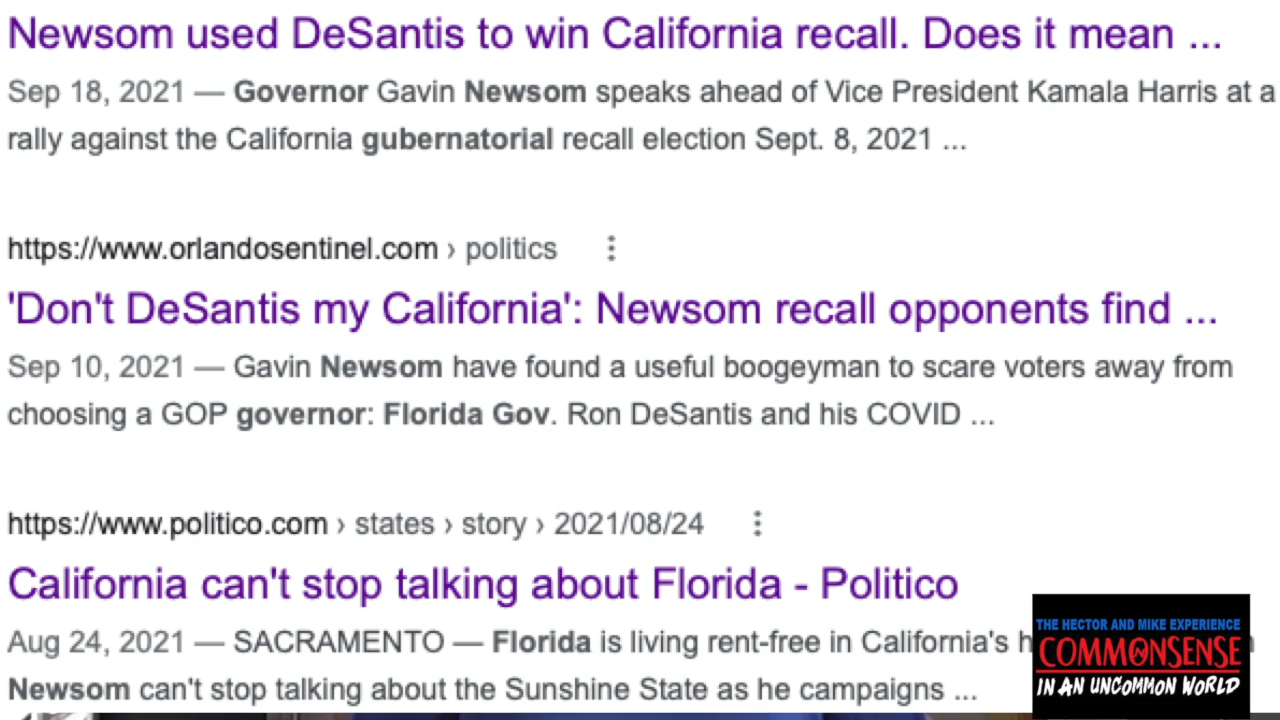 Newsom used DeSantis to win California recall. Does it mean ...
Sep 18, 2021 — Governor Gavin Newsom speaks ahead of Vice President Kamala Harris at a
rally against the California gubernatorial recall election Sept. 8, 2021 ...
https://www.orlandosentinel.com › politics
'Don't DeSantis my California': Newsom recall opponents find ...
Sep 10, 2021 — Gavin Newsom have found a useful boogeyman to scare voters away from
choosing a GOP governor: Florida Gov. Ron DeSantis and his COVID ...
https://www.politico.com › states › story › 2021/08/24
California can't stop talking about Florida - Politico
Aug 24, 2021 — SACRAMENTO — Florida is living rent-free in California's
Newsom can't stop talking about the Sunshine State as he campaigns ...
THE HECTOR AND MIKE EXPERIENCE
COMMONSENSE
IN AN UNCOMMON WORLD